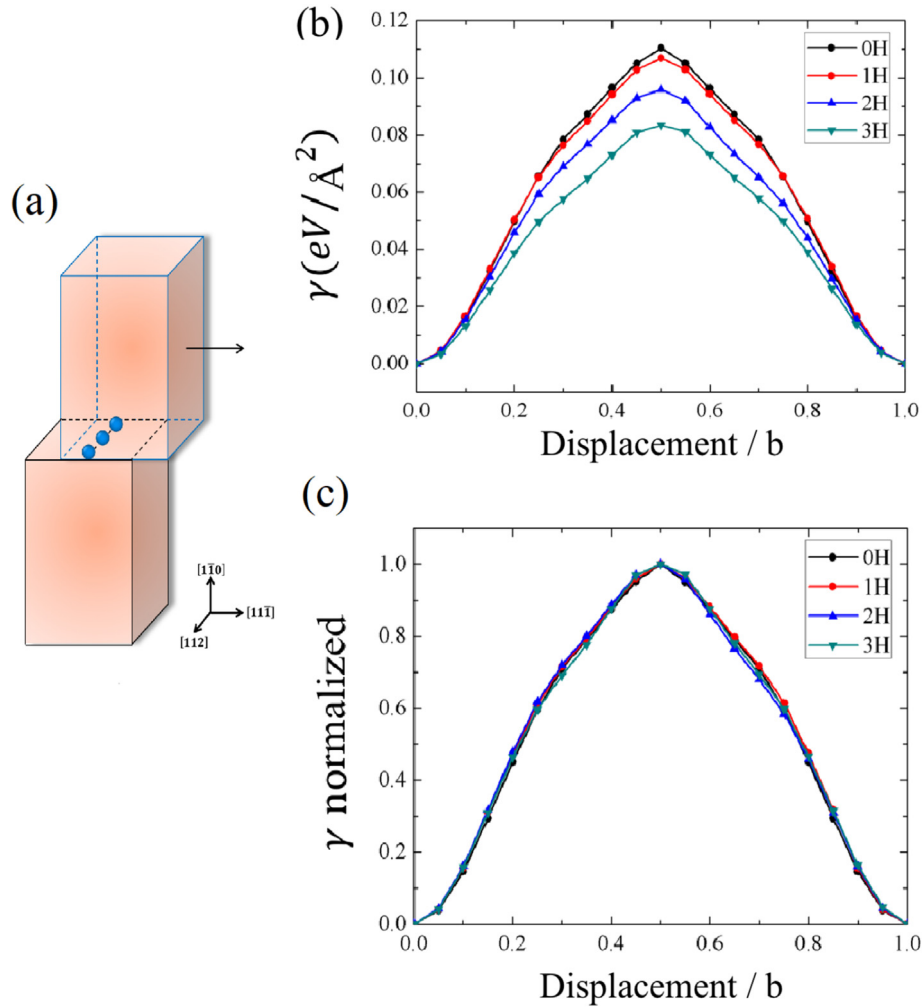 (a)
[11̄0]
[111̄]
[112]
(b)
γ(eV/Å²)
0.12
0.10
0.08
0.06
0.04
0.02
0.00
0H
1H
2H
3H
0.0 0.2 0.4 0.6 0.8 1.0
Displacement / b
(c)
γ normalized
1.0
0.8
0.6
0.4
0.2
0.0
0H
1H
2H
3H
0.0 0.2 0.4 0.6 0.8 1.0
Displacement / b